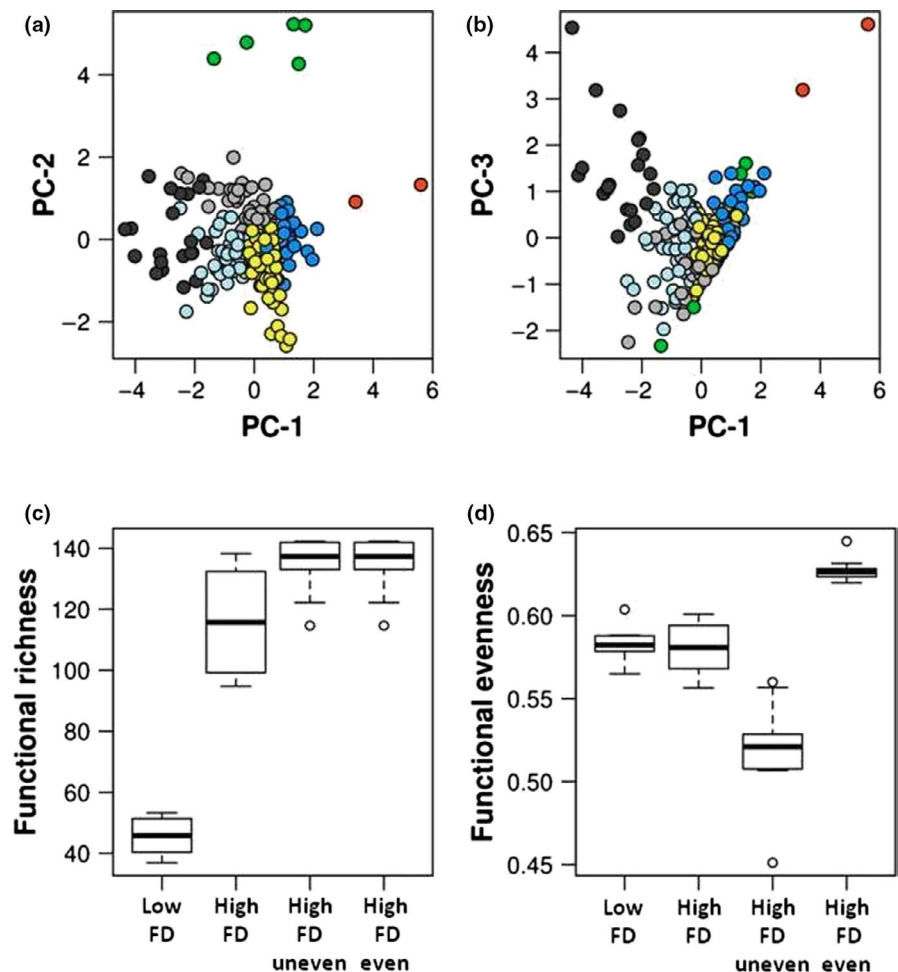 (a)
PC-2
4
2
0
−2
−4 −2 0 2 4 6
PC-1
(b)
PC-3
4
3
2
1
0
−1
−2
−4 −2 0 2 4 6
PC-1
(c)
Functional richness
140
120
100
80
60
40
Low FD
High FD
High FD uneven
High FD even
(d)
Functional evenness
0.65
0.60
0.55
0.50
0.45
Low FD
High FD
High FD uneven
High FD even